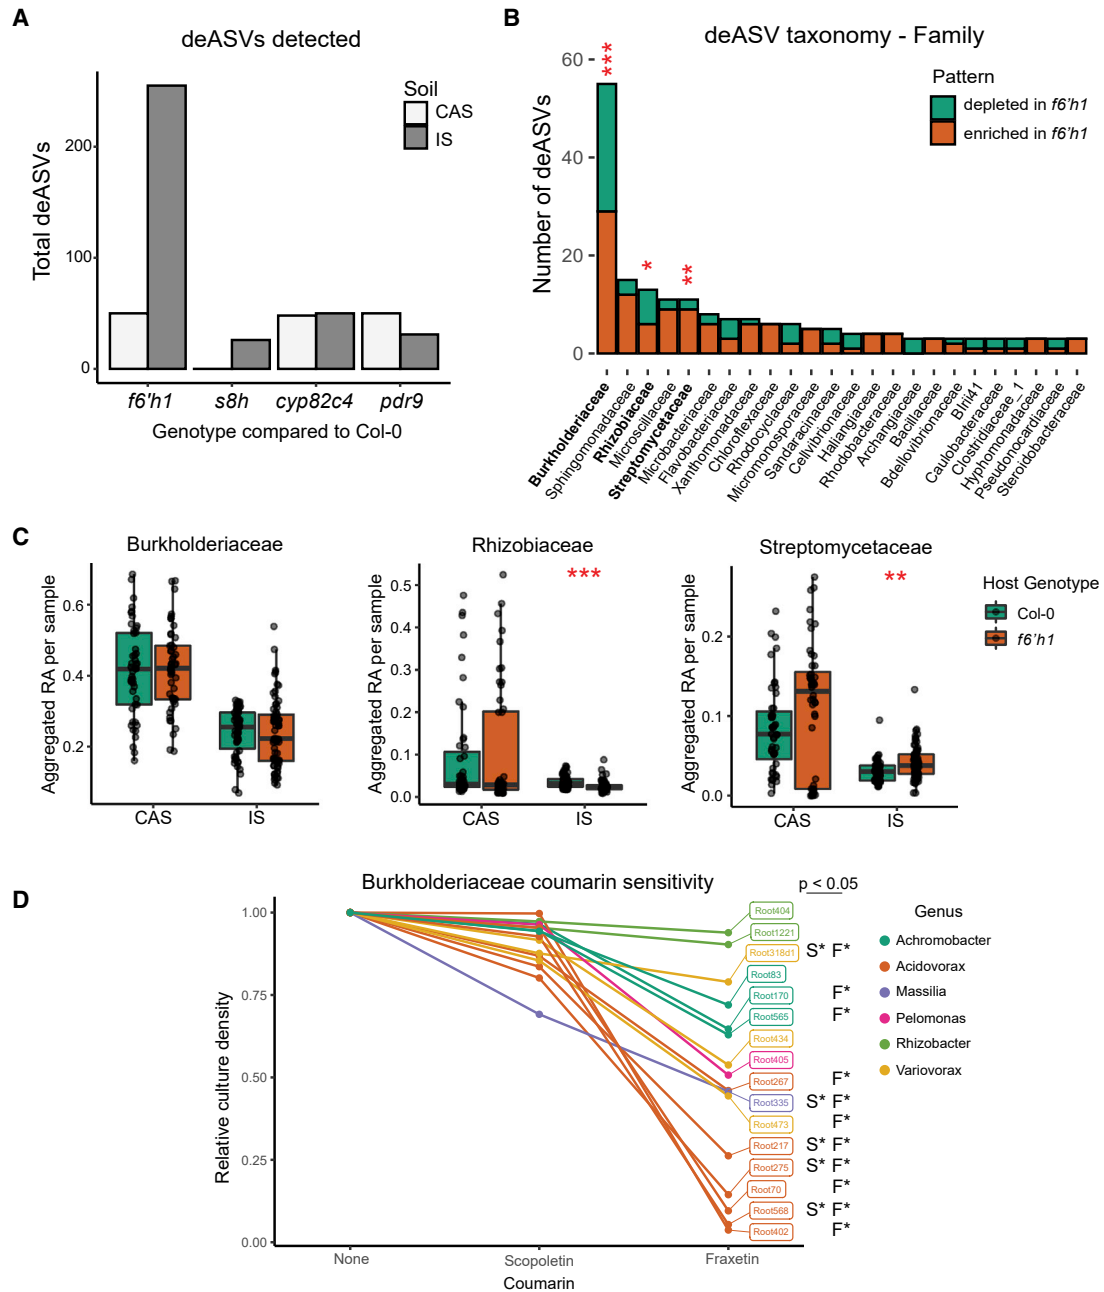 A
deASVs detected
Total deASVs
200
100
0
Soil
CAS
IS
f6'h1 s8h cyp82c4 pdr9
Genotype compared to Col-0
B
deASV taxonomy - Family
Number of deASVs
60
40
20
0
***
*
**
Pattern
depleted in f6'h1
enriched in f6'h1
Burkholderiaceae
Sphingomonadaceae
Rhizobiaceae
Microscillaceae
Streptomycetaceae
Microbacteriaceae
Flavobacteriaceae
Xanthomonadaceae
Chloroflexaceae
Rhodocyclaceae
Micromonosporaceae
Sandaracinaceae
Cellvibrionaceae
Haliangiaceae
Rhodobacteraceae
Archangiaceae
Bacillaceae
Bdellovibrionaceae
BIrii41
Caulobacteraceae
Clostridiaceae_1
Hyphomonadaceae
Pseudonocardiaceae
Steroidobacteraceae
C
Burkholderiaceae
Aggregated RA per sample
0.6
0.4
0.2
CAS IS
Rhizobiaceae
***
Aggregated RA per sample
0.5
0.4
0.3
0.2
0.1
0.0
CAS IS
Streptomycetaceae
**
Aggregated RA per sample
0.2
0.1
0.0
CAS IS
Host Genotype
Col-0
f6'h1
D
Burkholderiaceae coumarin sensitivity
p < 0.05
Relative culture density
1.00
0.75
0.50
0.25
0.00
None Scopoletin Fraxetin
Coumarin
Root404
Root1221
Root318d1 S* F*
Root83
Root170 F*
Root565 F*
Root434
Root405
Root267 F*
Root335 S* F*
Root473 F*
Root217 S* F*
Root275 S* F*
Root70 F*
Root568 S* F*
Root402 F*
Genus
Achromobacter
Acidovorax
Massilia
Pelomonas
Rhizobacter
Variovorax